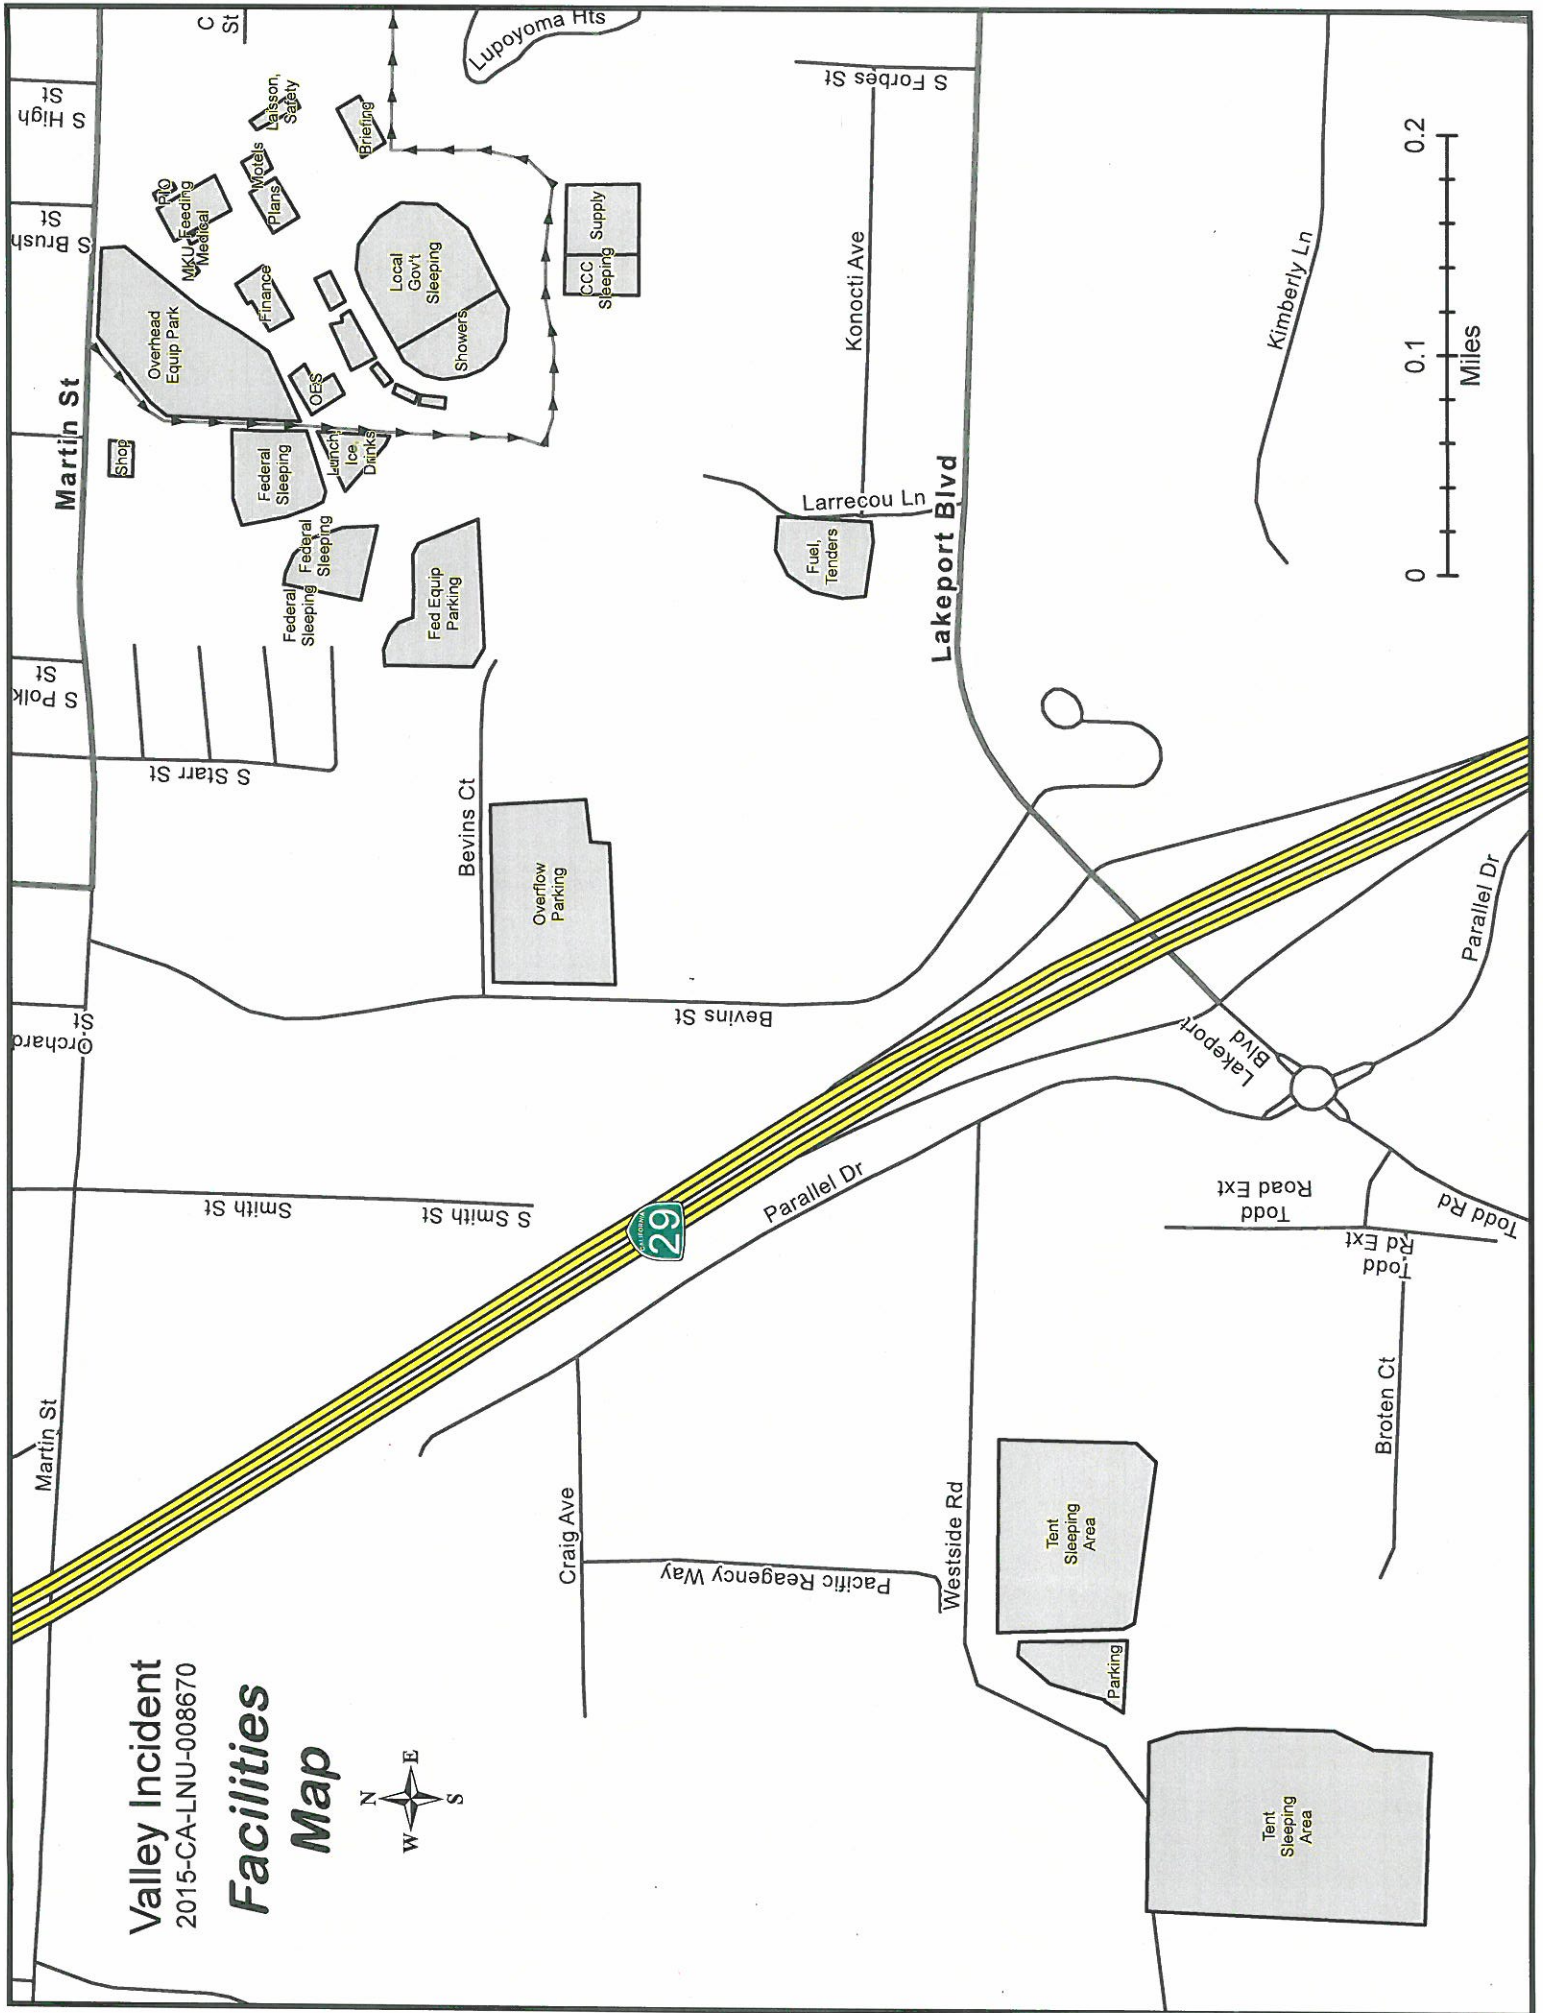 Valley Incident
2015-CA-LNU-008670
Facilities
Map
N
W
E
S
Martin St
Martin St
Orchard
St
S Polk
St
S Brush
St
S High
St
C
St
Smith St
S Smith St
S Starr St
Shop
Overhead
Equip Park
PIO
MKU Feeding
Medical
Laisson,
Safety
Motels
Plans
Finance
OES
Briefing
Lupoyoma Hts
Federal
Sleeping
Federal
Sleeping
Federal
Sleeping
Lunch,
Ice,
Drinks
Local
Gov't
Sleeping
Showers
Fed Equip
Parking
Bevins Ct
Overflow
Parking
Bevins St
CCC
Sleeping
Supply
CALIFORNIA
29
Craig Ave
Pacific Reagency Way
Parallel Dr
Fuel,
Tenders
Larrecou Ln
Konocti Ave
S Forbes St
Westside Rd
Lakeport Blvd
Tent
Sleeping
Area
Parking
Tent
Sleeping
Area
Lakeport
Blvd
Todd
Road Ext
Todd
Rd Ext
Todd Rd
Broten Ct
Parallel Dr
Kimberly Ln
0
0.1
0.2
Miles